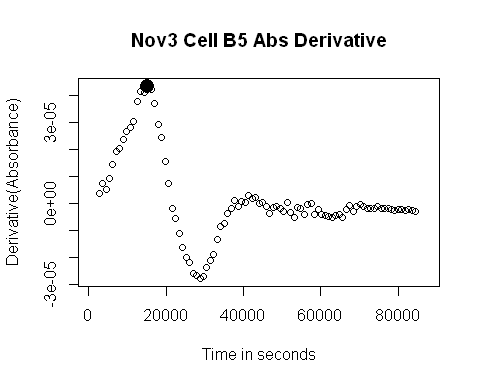 Nov3 Cell B5 Abs Derivative
Derivative(Absorbance)
3e-05
0e+00
-3e-05
0 20000 40000 60000 80000
Time in seconds